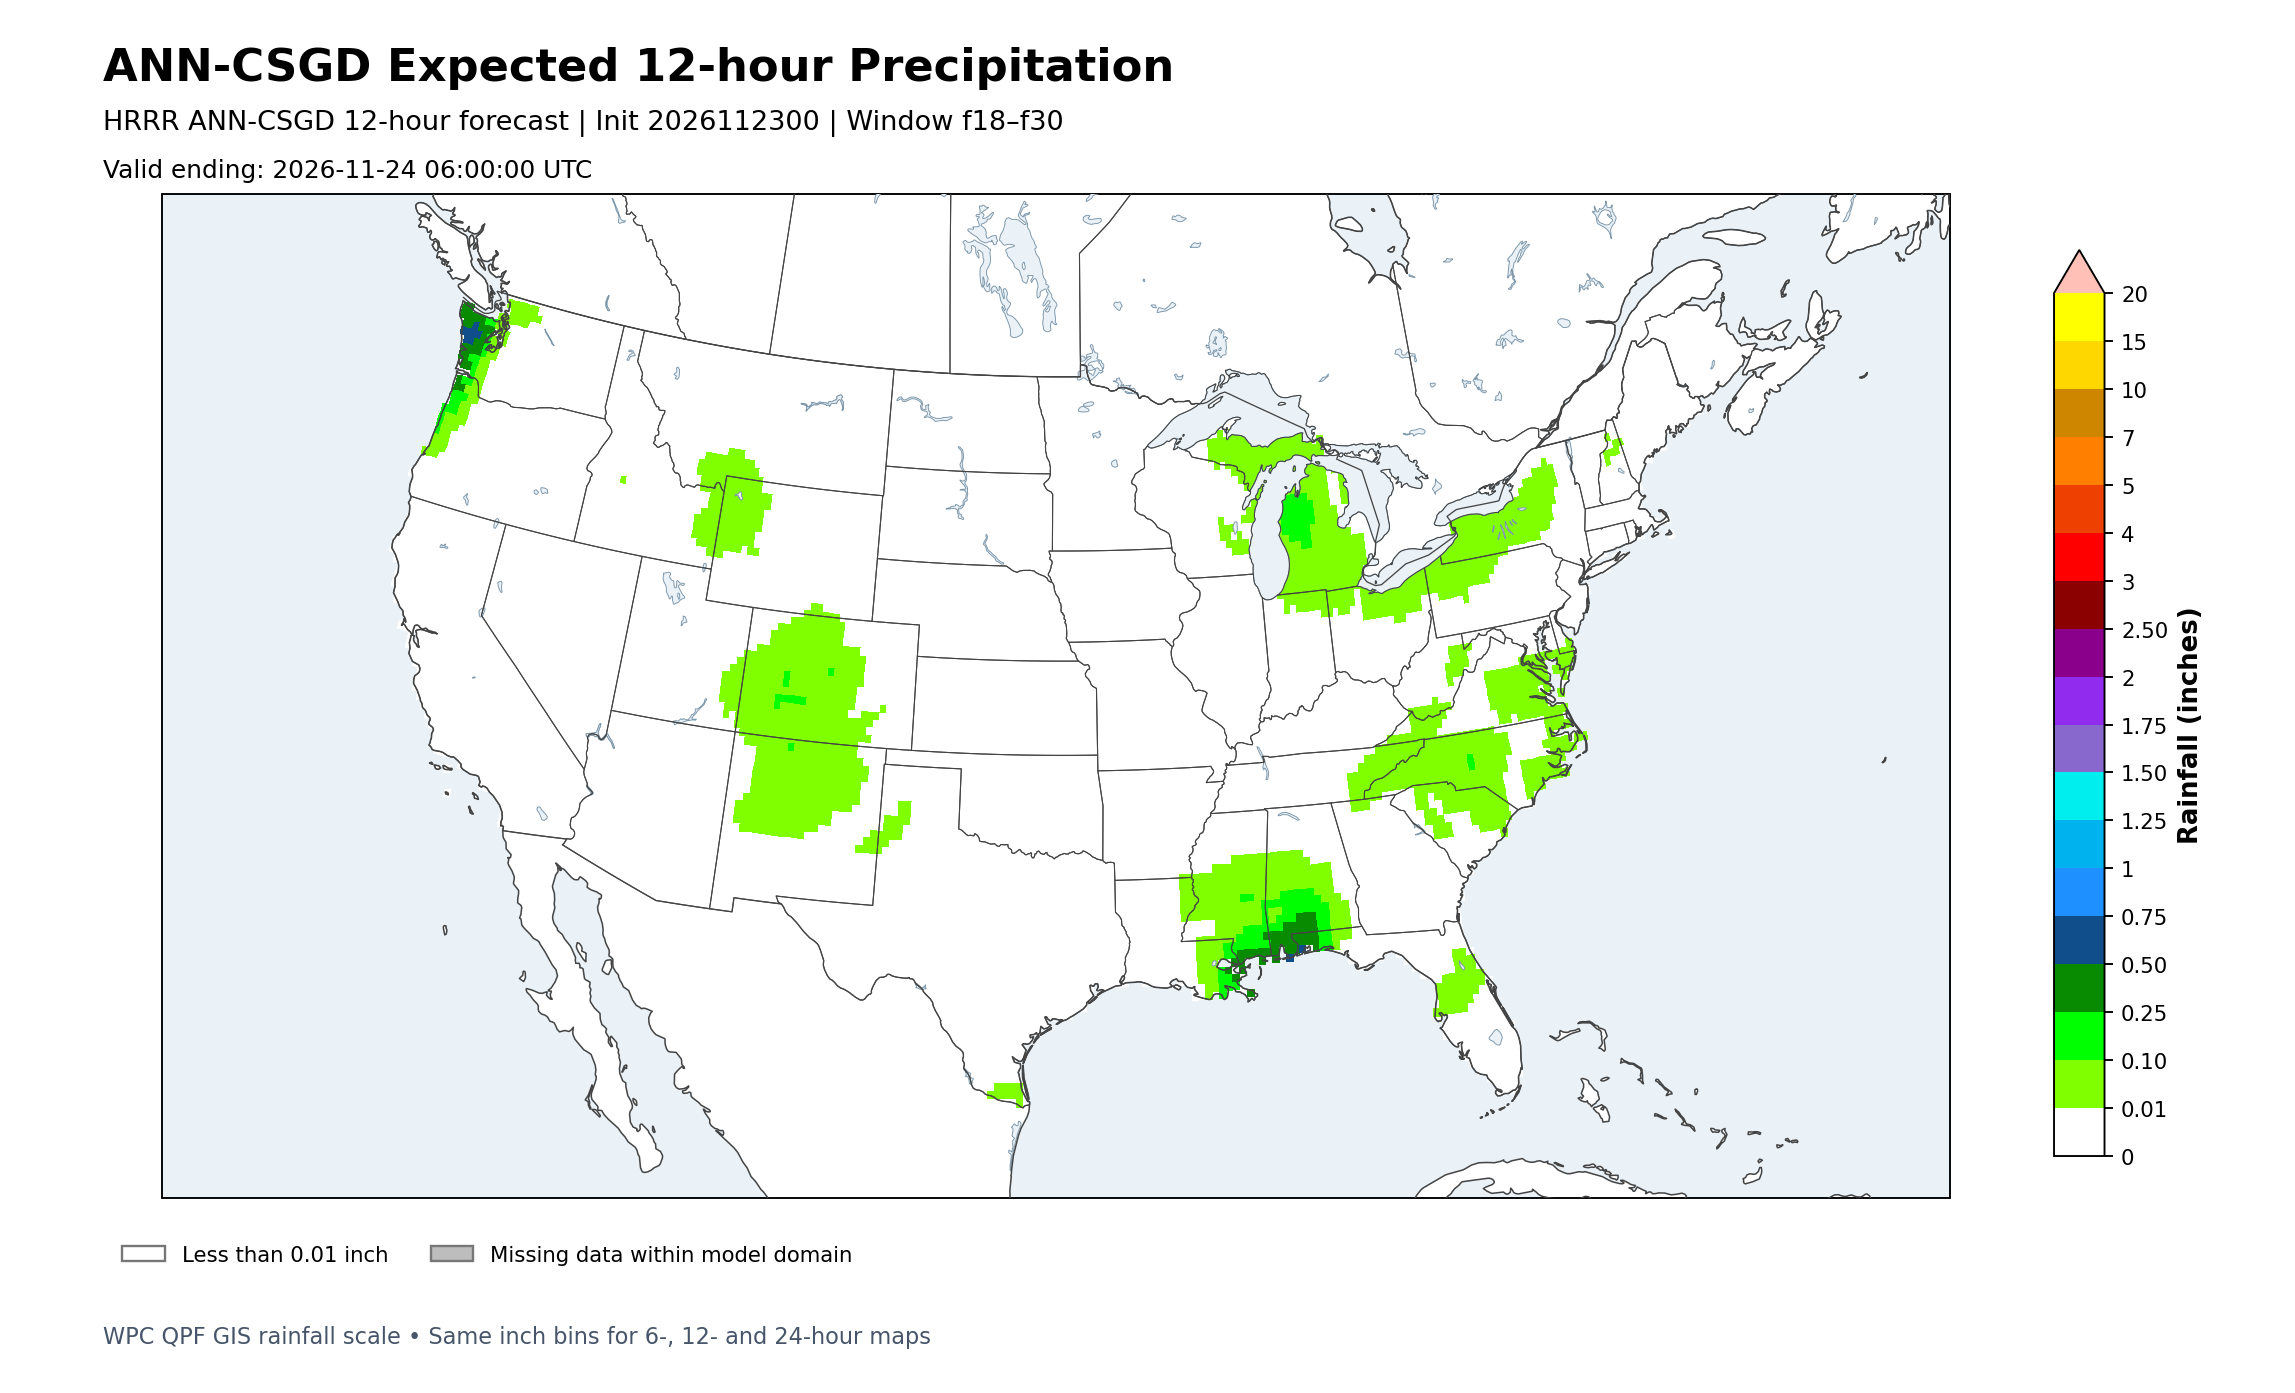 ANN-CSGD Expected 12-hour Precipitation
HRRR ANN-CSGD 12-hour forecast | Init 2026112300 | Window f18–f30
Valid ending: 2026-11-24 06:00:00 UTC
20
15
10
7
5
4
3
2.50
2
1.75
1.50
1.25
1
0.75
0.50
0.25
0.10
0.01
0
Rainfall (inches)
Less than 0.01 inch
Missing data within model domain
WPC QPF GIS rainfall scale • Same inch bins for 6-, 12- and 24-hour maps